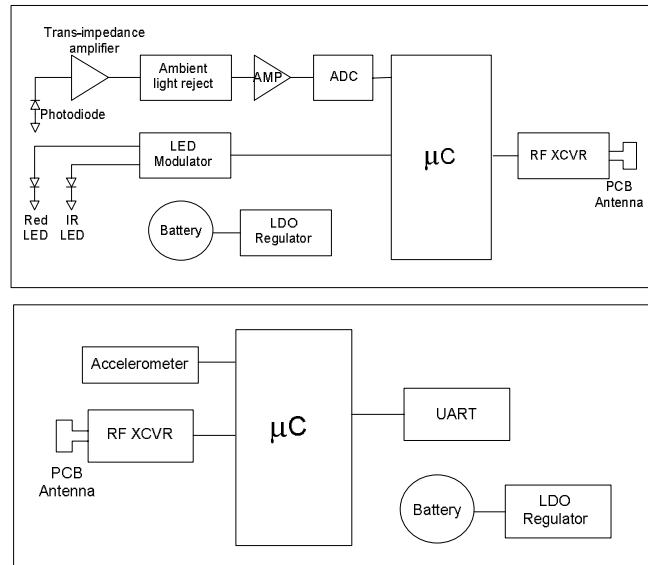 Trans-impedance
amplifier
Ambient
light reject
AMP
ADC
Photodiode
LED
Modulator
μC
RF XCVR
PCB
Antenna
Red
LED
IR
LED
Battery
LDO
Regulator
Accelerometer
RF XCVR
PCB
Antenna
μC
UART
Battery
LDO
Regulator